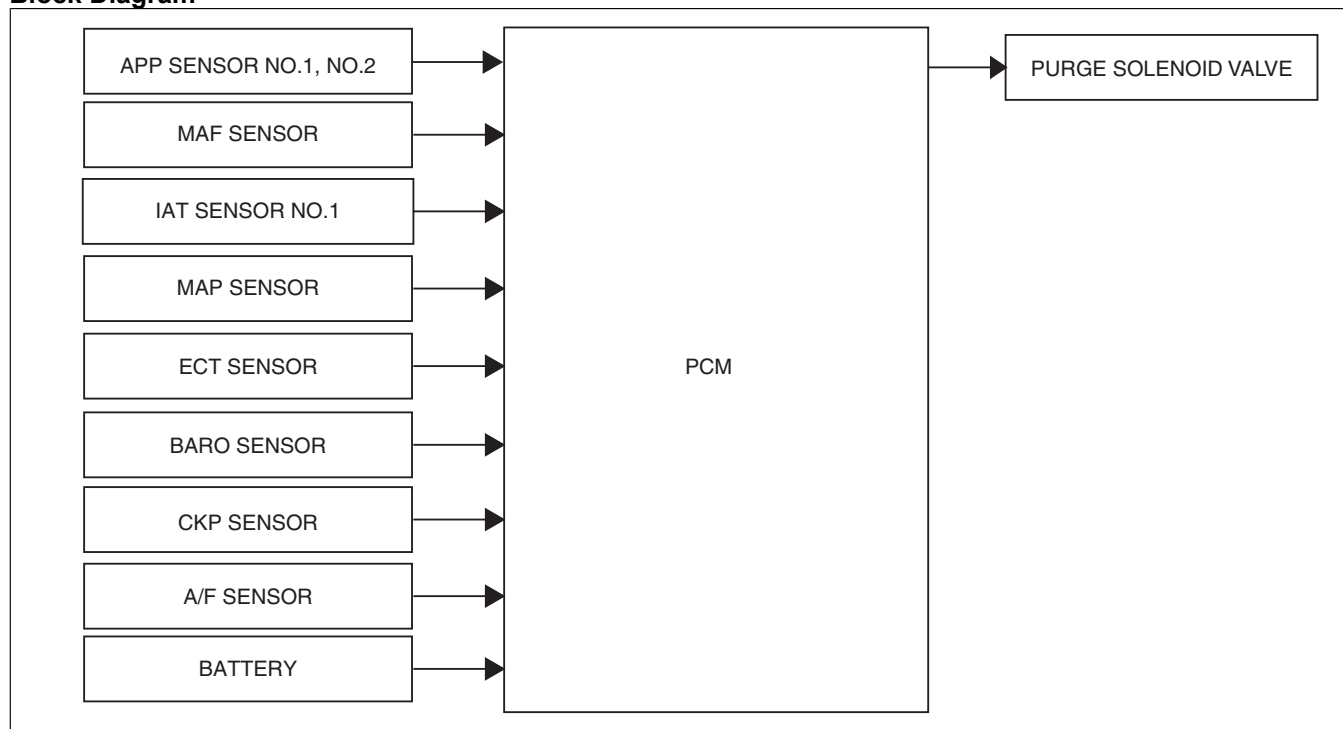 Block Diagram
APP SENSOR NO.1, NO.2
MAF SENSOR
IAT SENSOR NO.1
MAP SENSOR
ECT SENSOR
BARO SENSOR
CKP SENSOR
A/F SENSOR
BATTERY
PCM
PURGE SOLENOID VALVE